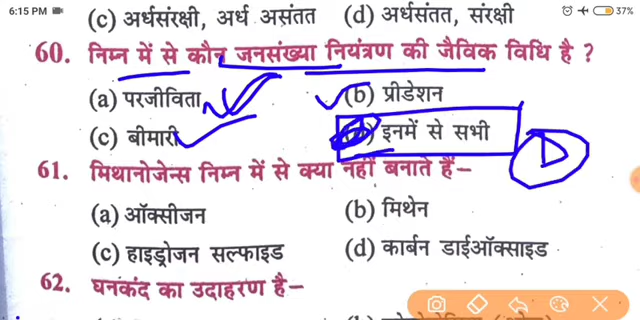 6:15 PM
37%
(c) अर्धसंरक्षी, अर्ध असंतत (d) अर्धसंतत, संरक्षी
60. निम्न में से कौन जनसंख्या नियंत्रण की जैविक विधि है ?
(a) परजीविता (b) प्रीडेशन
(c) बीमारी इनमें से सभी
D
61. मिथानोजेन्स निम्न में से क्या नहीं बनाते हैं–
(a) ऑक्सीजन (b) मिथेन
(c) हाइड्रोजन सल्फाइड (d) कार्बन डाईऑक्साइड
62. घनकंद का उदाहरण है–